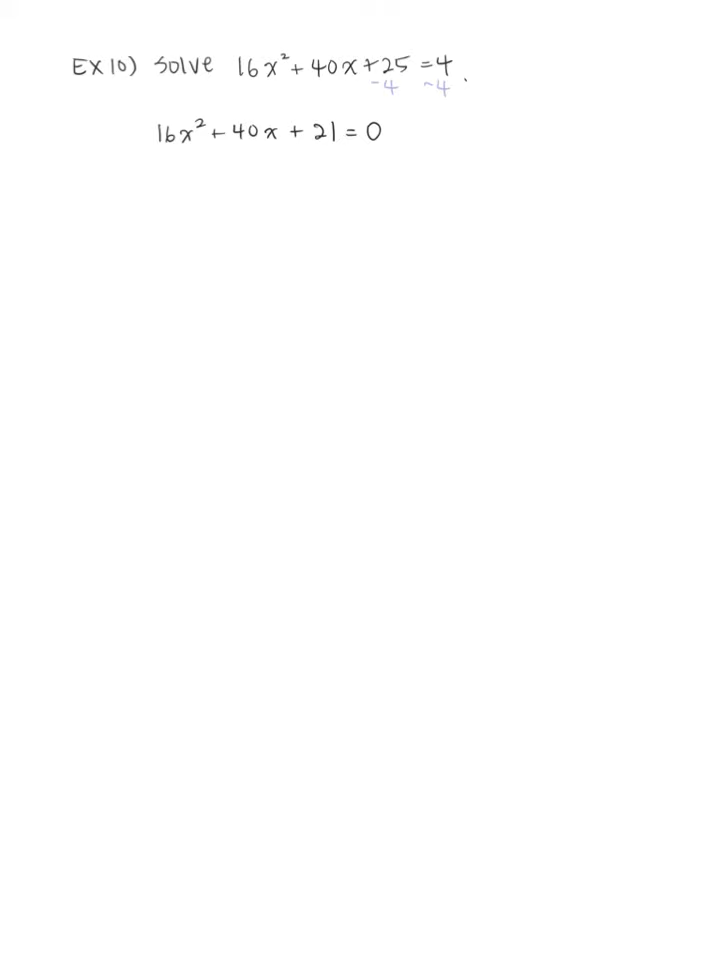 EX 10) Solve 16x² + 40x + 25 = 4.
-4 -4
16x² + 40x + 21 = 0